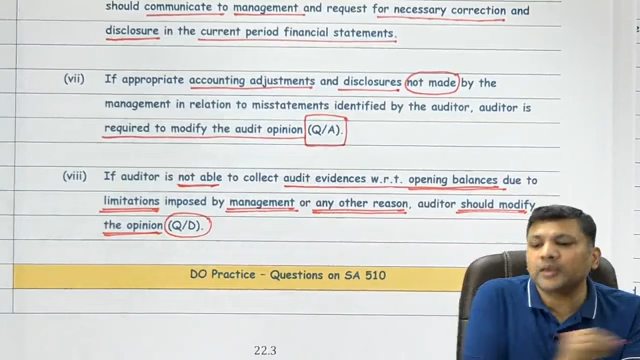 should communicate to management and request for necessary correction and
disclosure in the current period financial statements.
(vii) If appropriate accounting adjustments and disclosures not made by the
management in relation to misstatements identified by the auditor, auditor is
required to modify the audit opinion (Q/A).
(viii) If auditor is not able to collect audit evidences w.r.t. opening balances due to
limitations imposed by management or any other reason, auditor should modify
the opinion (Q/D).
DO Practice – Questions on SA 510
22.3